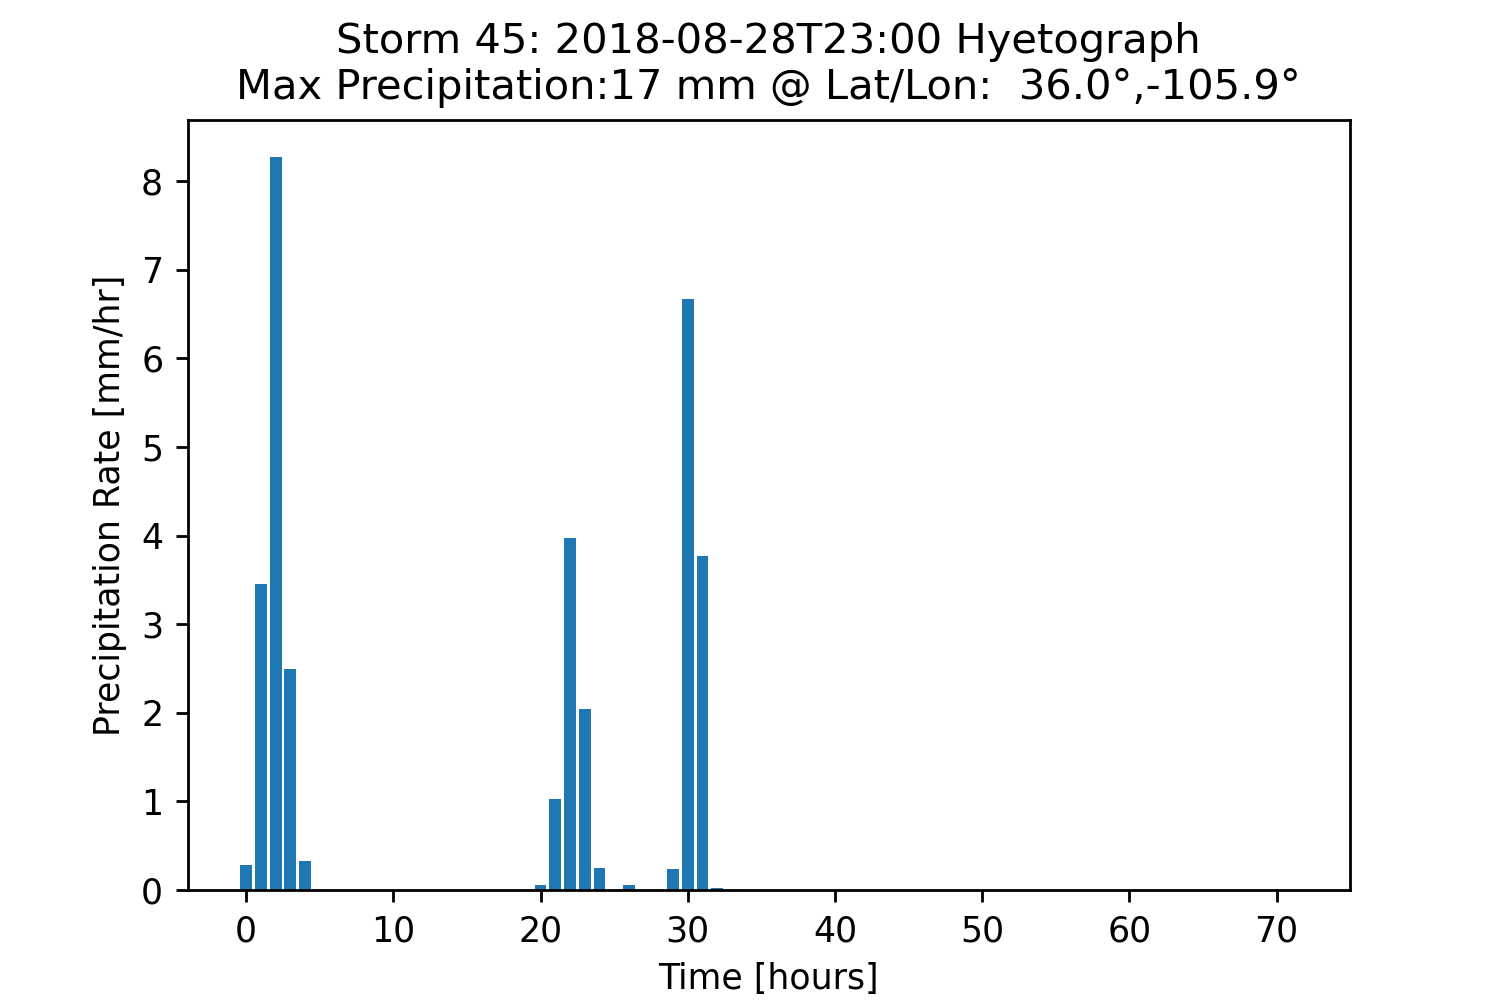 Storm 45: 2018-08-28T23:00 Hyetograph
Max Precipitation:17 mm @ Lat/Lon:  36.0°,-105.9°
8
7
6
5
4
3
2
1
0
Precipitation Rate [mm/hr]
0 10 20 30 40 50 60 70
Time [hours]